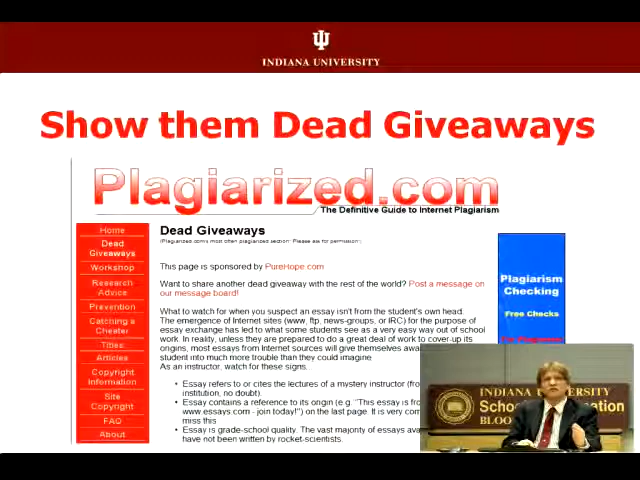 INDIANA UNIVERSITY
Show them Dead Giveaways
Plagiarized.com
The Definitive Guide to Internet Plagiarism
Home
Dead
Giveaways
Workshop
Research
Advice
Prevention
Catching a
Cheater
Titles:
Articles
Copyright
Information
Site
Copyright
FAQ
About
Dead Giveaways
(Plagiarized.com's most often plagiarized section. Please ask for permission)
This page is sponsored by PureHope.com
Want to share another dead giveaway with the rest of the world? Post a message on
our message board!
What to watch for when you suspect an essay isn't from the student's own head.
The emergence of Internet sites (www, ftp, news-groups, or IRC) for the purpose of
essay exchange has led to what some students see as a very easy way out of school
work. In reality, unless they are prepared to do a great deal of work to cover-up its
origins, most essays from Internet sources will give themselves
student into much more trouble than they could imagine
As an instructor, watch for these signs.
• Essay refers to or cites the lectures of a mystery instructor
institution, no doubt).
• Essay contains a reference to its origin (e.g. "This essay is
www.essays.com - join today!") on the last page. It is very
miss this
• Essay is grade-school quality. The vast majority of essays
have not been written by rocket-scientists.
Plagiarism
Checking
Free Checks
INDIANA UNIVERSITY
School
BLOO